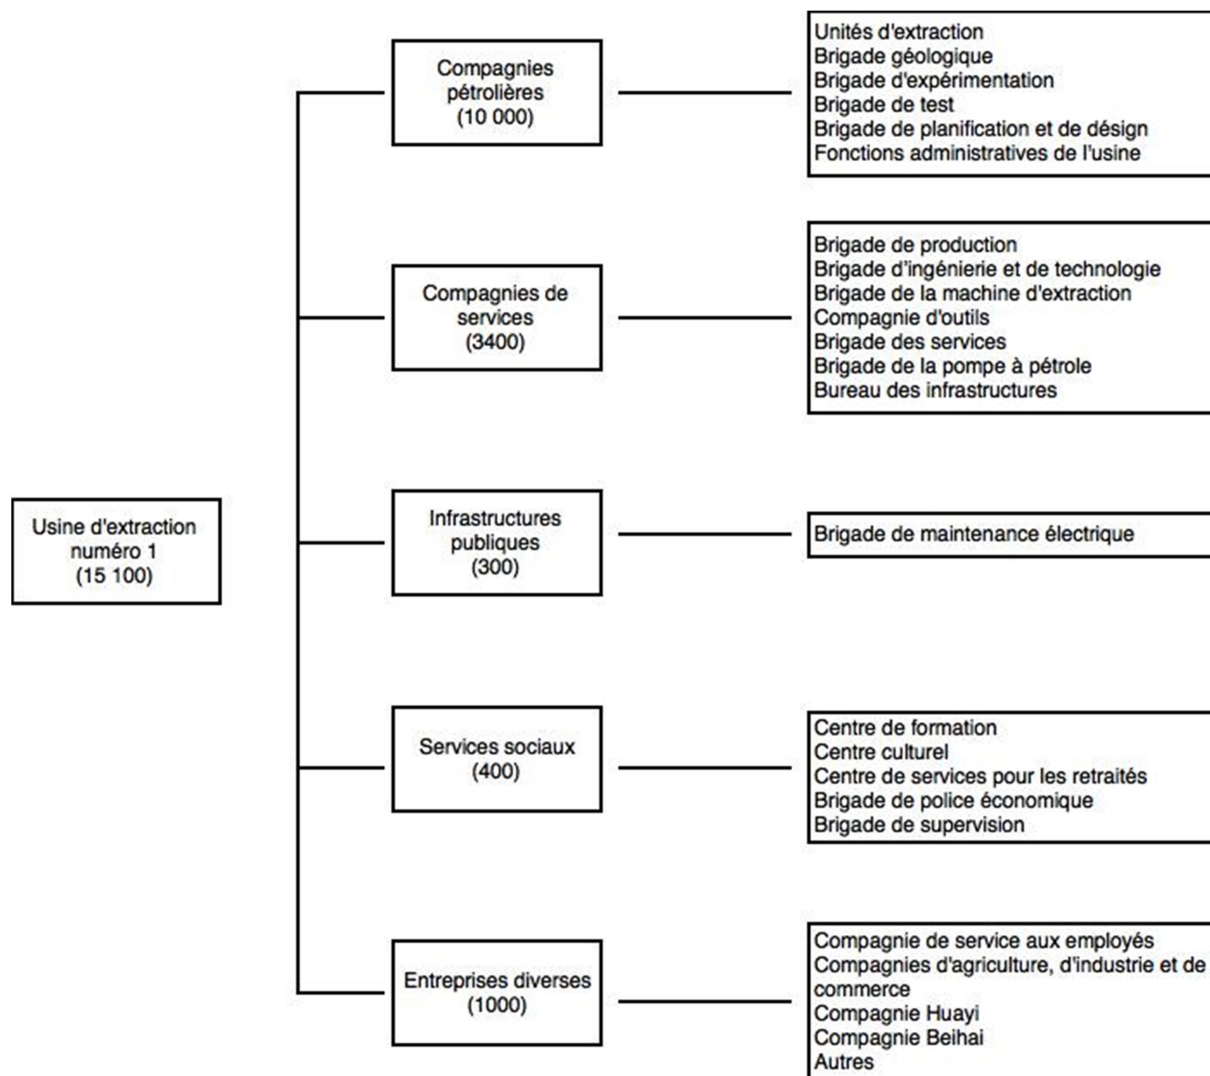 Usine d'extraction
numéro 1
(15 100)
Compagnies
pétrolières
(10 000)
Unités d'extraction
Brigade géologique
Brigade d'expérimentation
Brigade de test
Brigade de planification et de désign
Fonctions administratives de l'usine
Compagnies de
services
(3400)
Brigade de production
Brigade d'ingénierie et de technologie
Brigade de la machine d'extraction
Compagnie d'outils
Brigade des services
Brigade de la pompe à pétrole
Bureau des infrastructures
Infrastructures
publiques
(300)
Brigade de maintenance électrique
Services sociaux
(400)
Centre de formation
Centre culturel
Centre de services pour les retraités
Brigade de police économique
Brigade de supervision
Entreprises diverses
(1000)
Compagnie de service aux employés
Compagnies d'agriculture, d'industrie et de
commerce
Compagnie Huayi
Compagnie Beihai
Autres